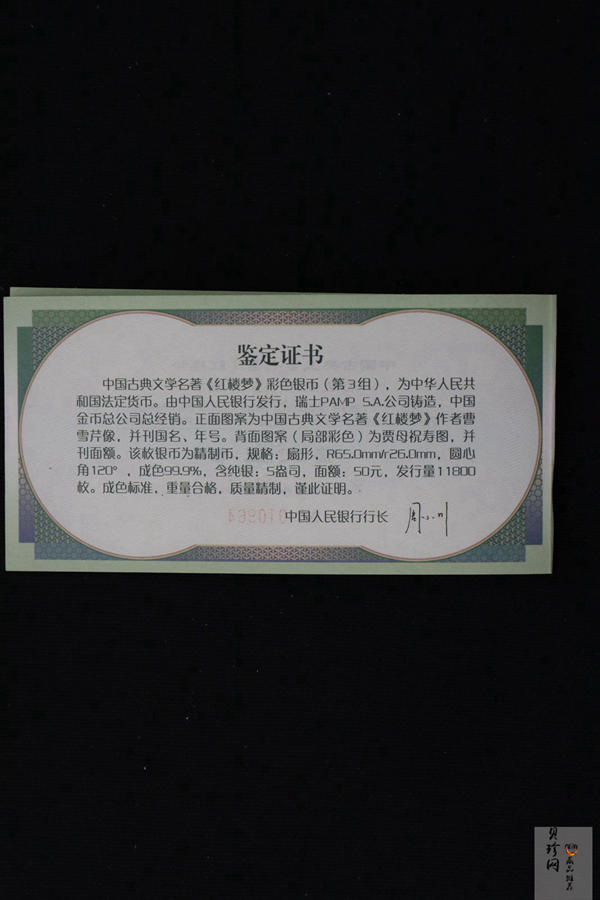 鉴定证书
中国古典文学名著《红楼梦》彩色银币（第3组），为中华人民共
和国法定货币。由中国人民银行发行，瑞士PAMP S.A.公司铸造，中国
金币总公司总经销。正面图案为中国古典文学名著《红楼梦》作者曹
雪芹像，并刊国名、年号。背面图案（局部彩色）为贾母祝寿图，并
刊面额。该枚银币为精制币，规格：扇形，R65.0mm/r26.0mm，圆心
角120°，成色99.9%，含纯银：5盎司，面额：50元，发行量11800
枚。成色标准，重量合格，质量精制，谨此证明。
中国人民银行行长 周小川
贝珍网